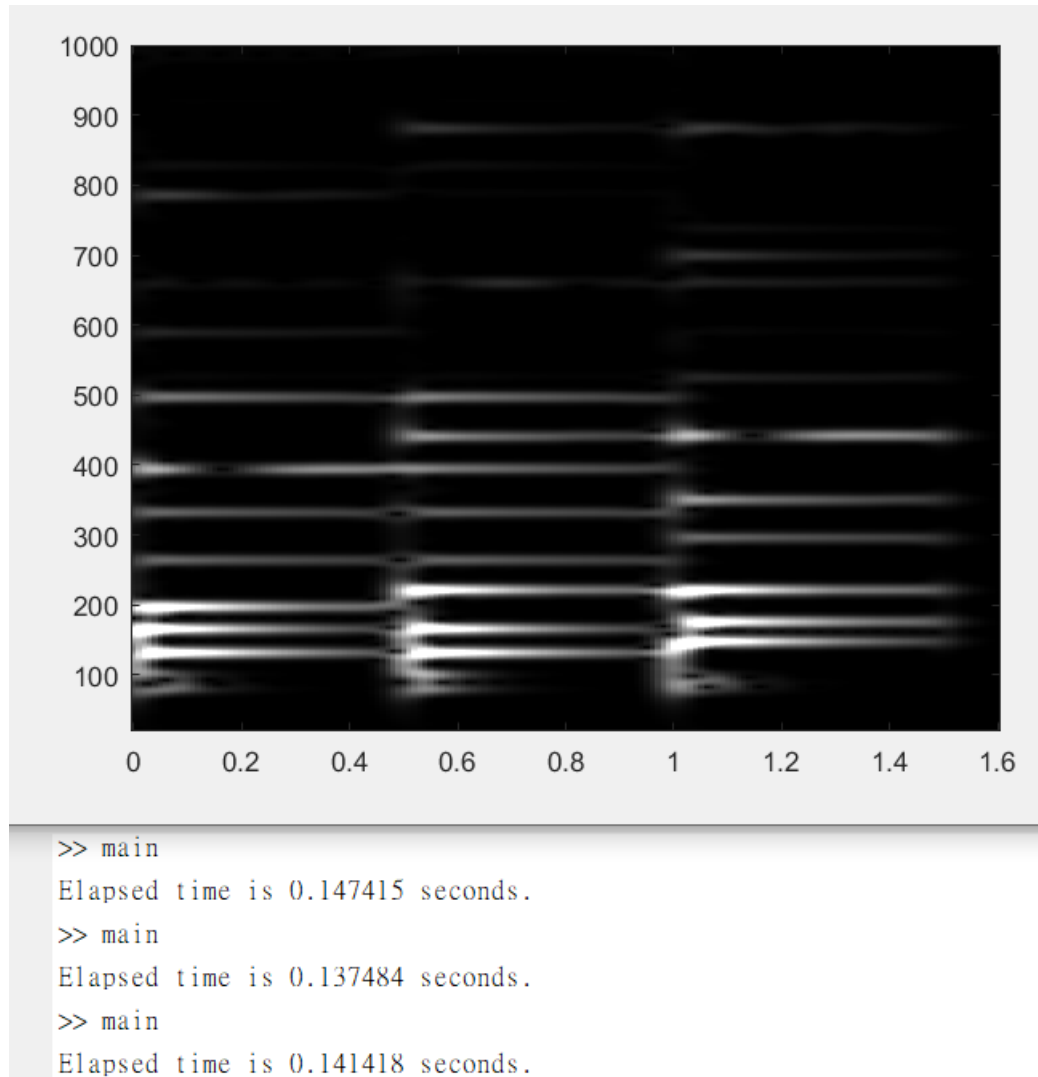 1000
900
800
700
600
500
400
300
200
100
0 0.2 0.4 0.6 0.8 1 1.2 1.4 1.6
>> main
Elapsed time is 0.147415 seconds.
>> main
Elapsed time is 0.137484 seconds.
>> main
Elapsed time is 0.141418 seconds.